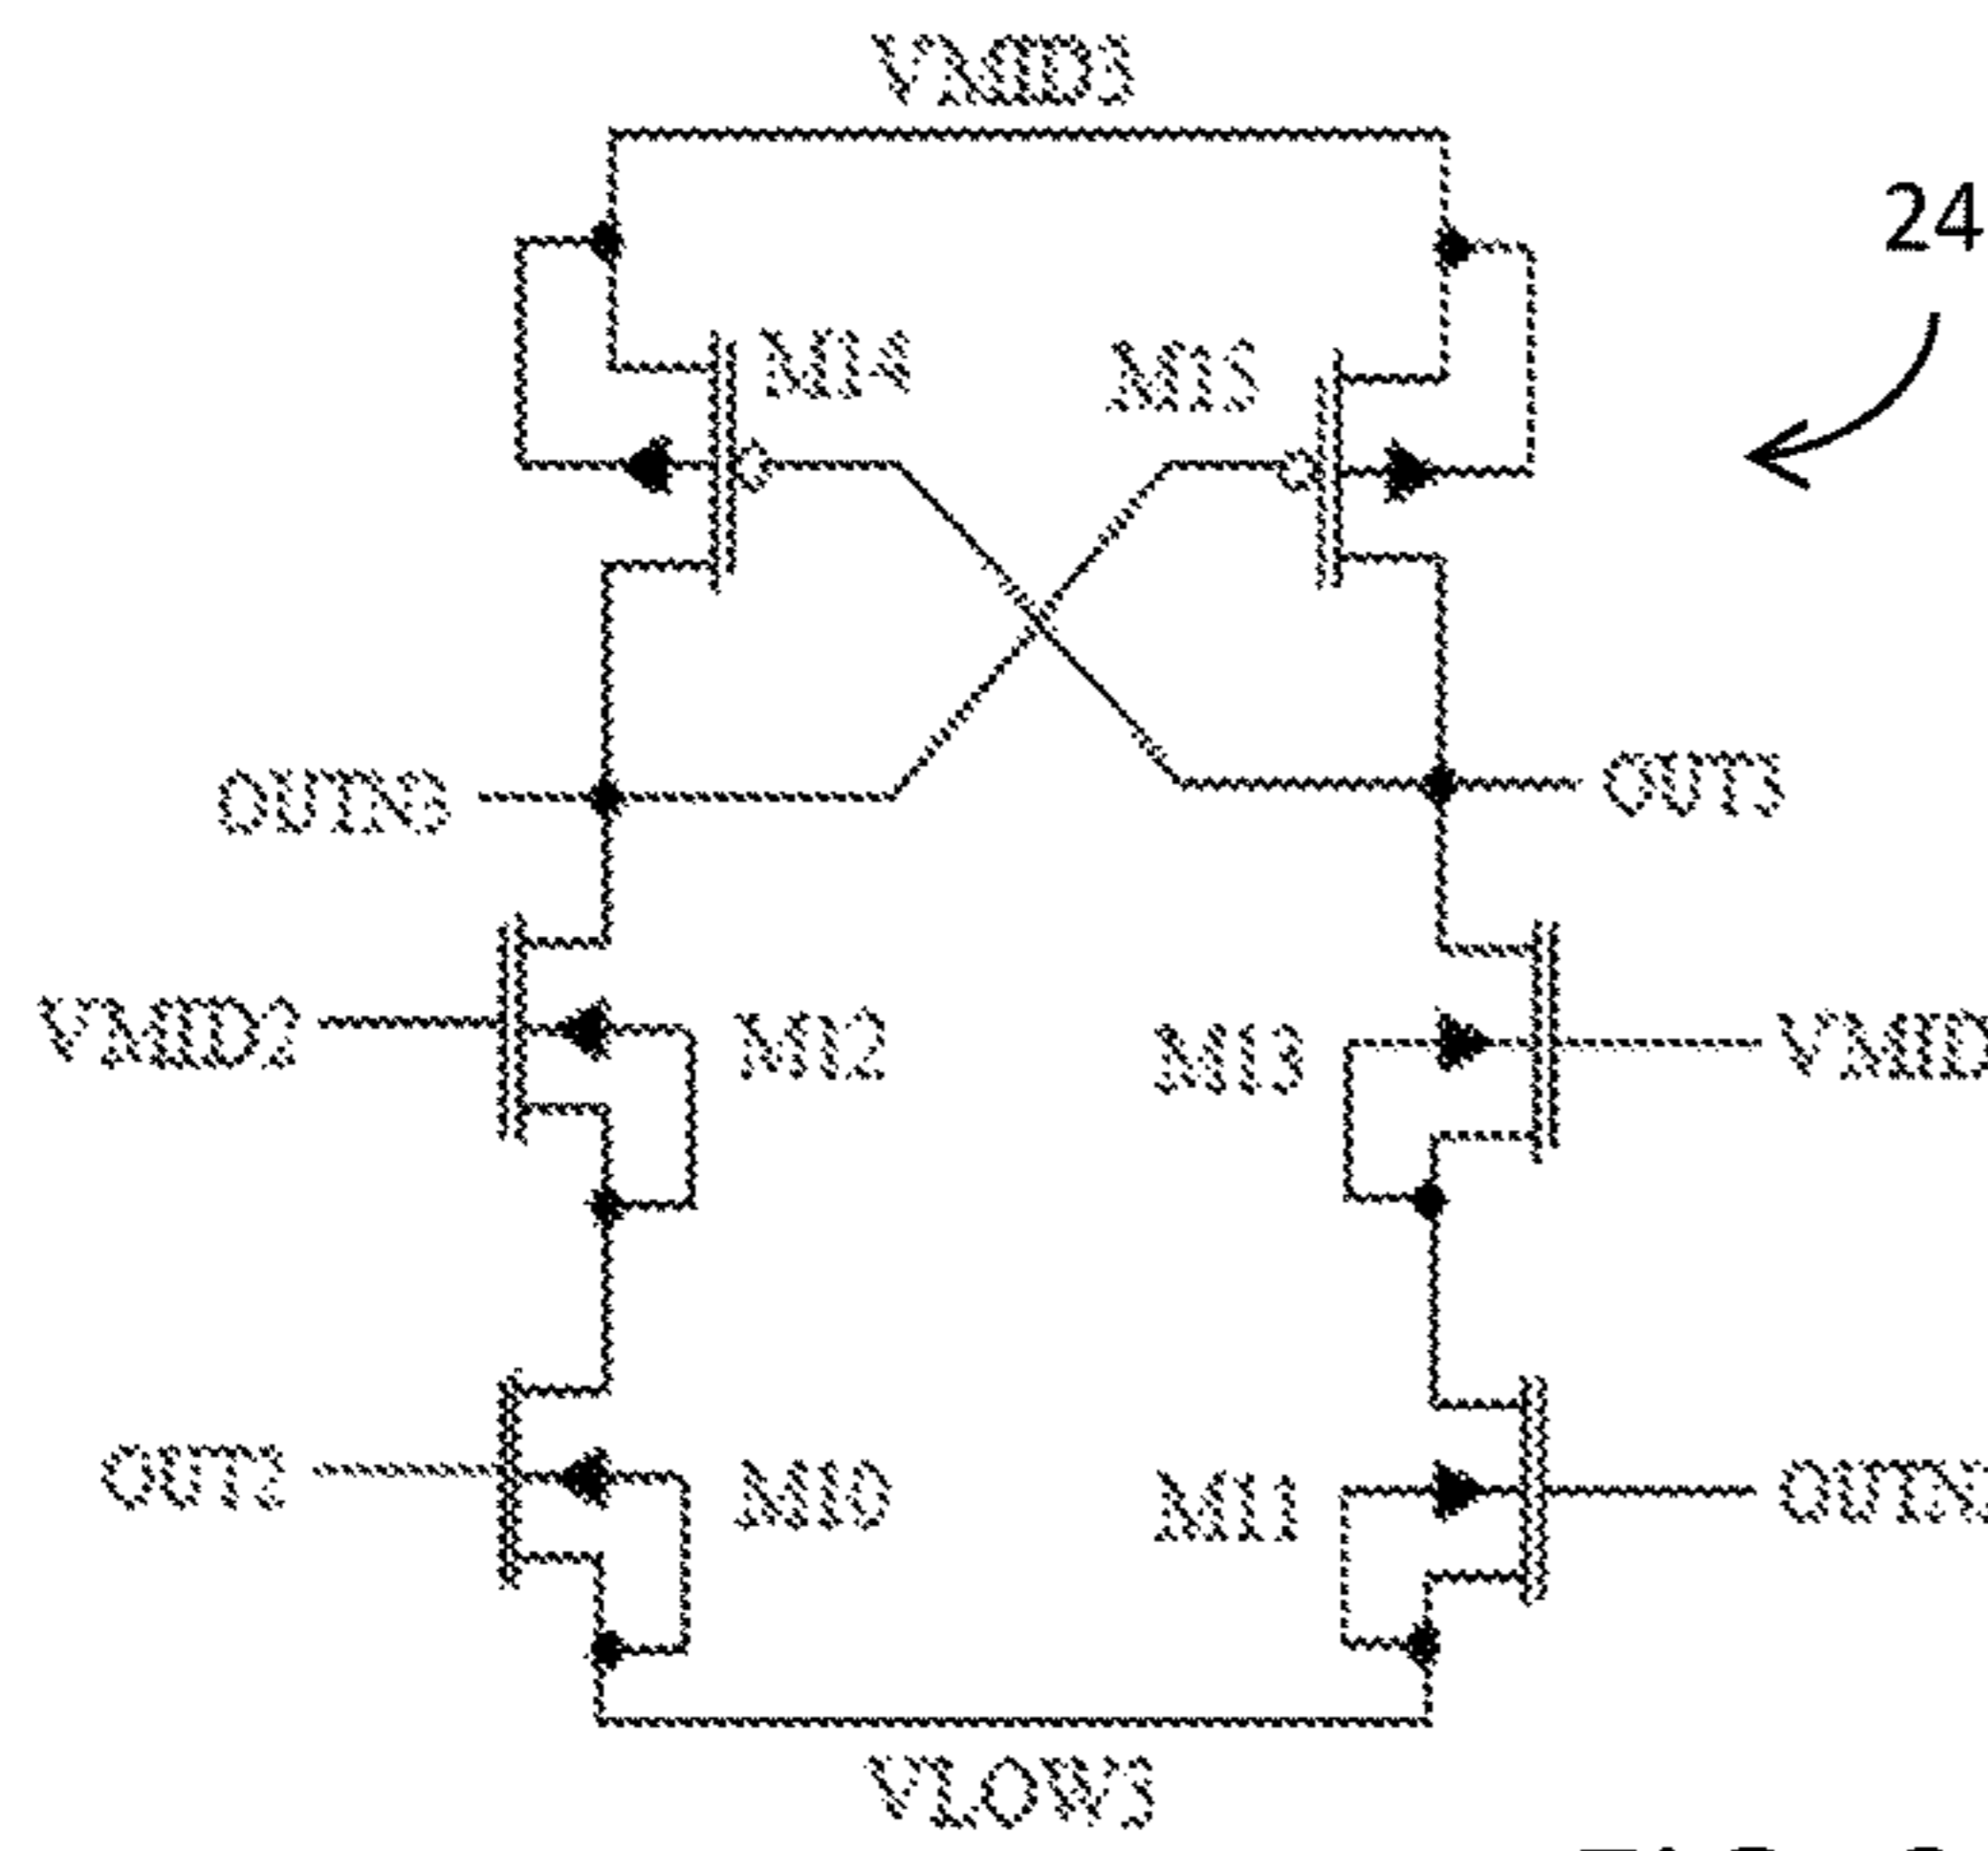 VMID3
24
M14
M15
OUTN3
OUT3
VMID2
M12
M13
VMID
OUT2
M10
M11
OUTN
VLOW3